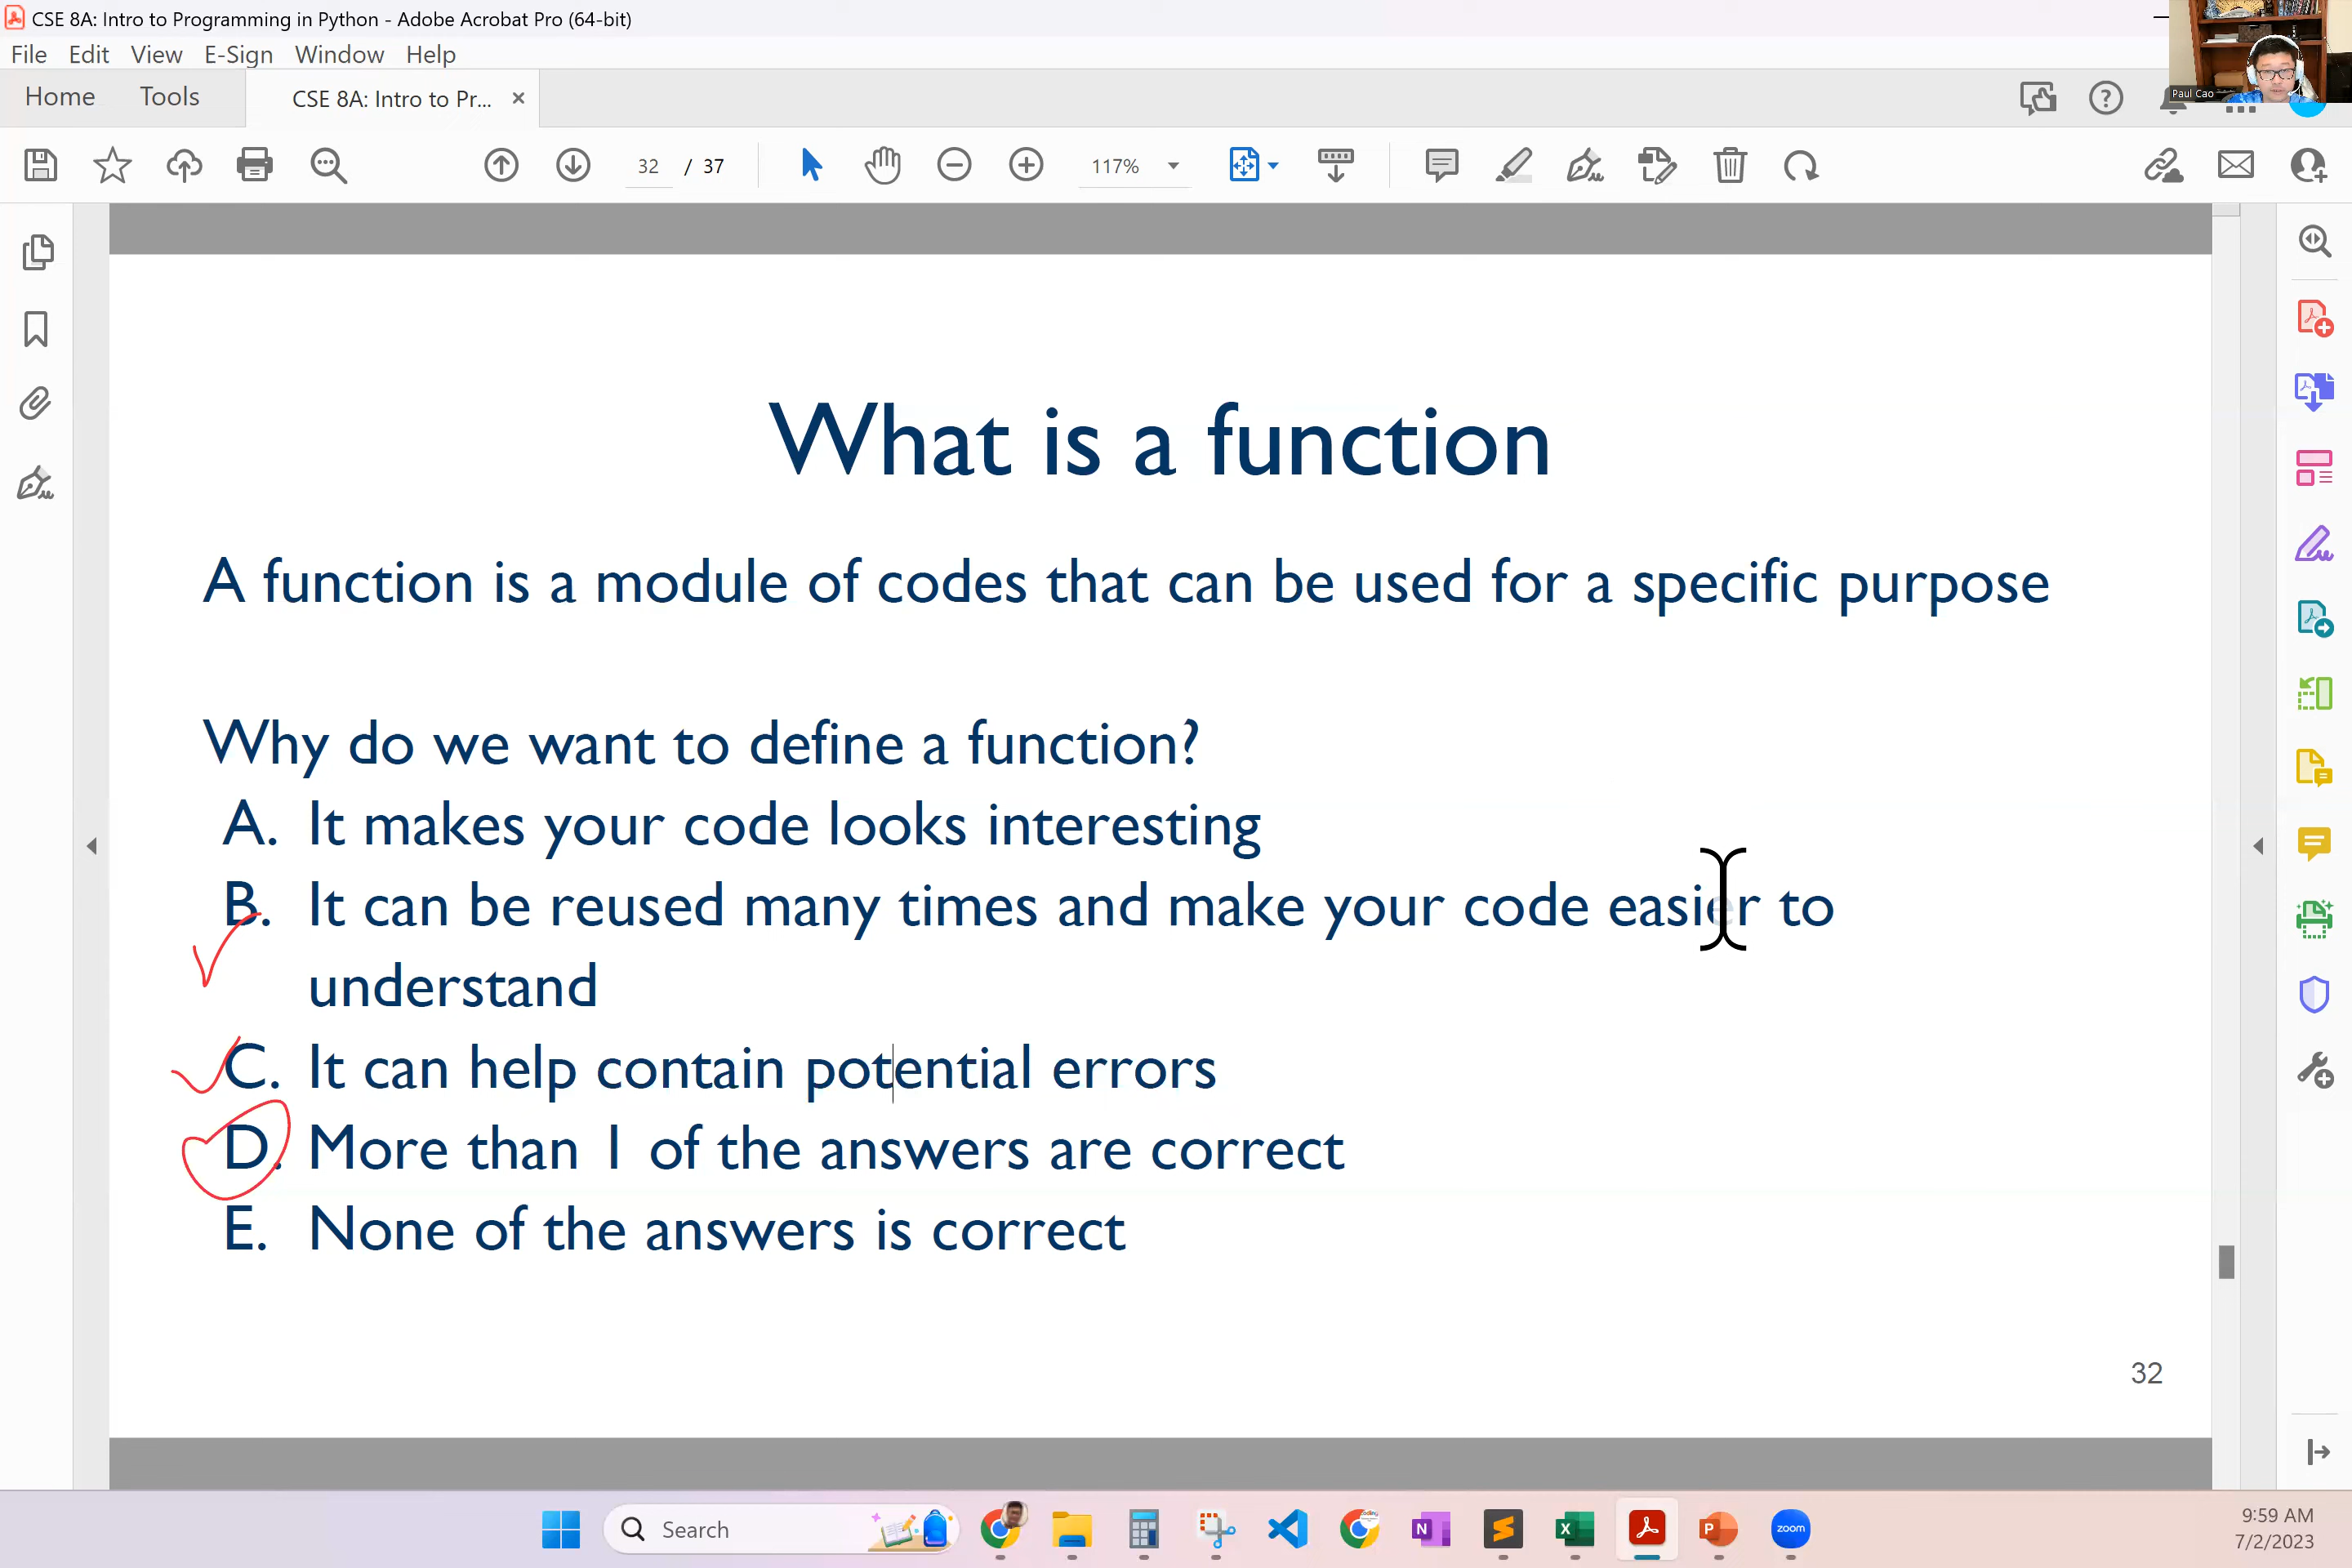 CSE 8A: Intro to Programming in Python - Adobe Acrobat Pro (64-bit)
File Edit View E-Sign Window Help
Home Tools CSE 8A: Intro to Pr... ×
Paul Cao
32 / 37 117%
What is a function
A function is a module of codes that can be used for a specific purpose
Why do we want to define a function?
A. It makes your code looks interesting
B. It can be reused many times and make your code easier to
understand
C. It can help contain potential errors
D. More than 1 of the answers are correct
E. None of the answers is correct
32
Search
zoom
9:59 AM
7/2/2023